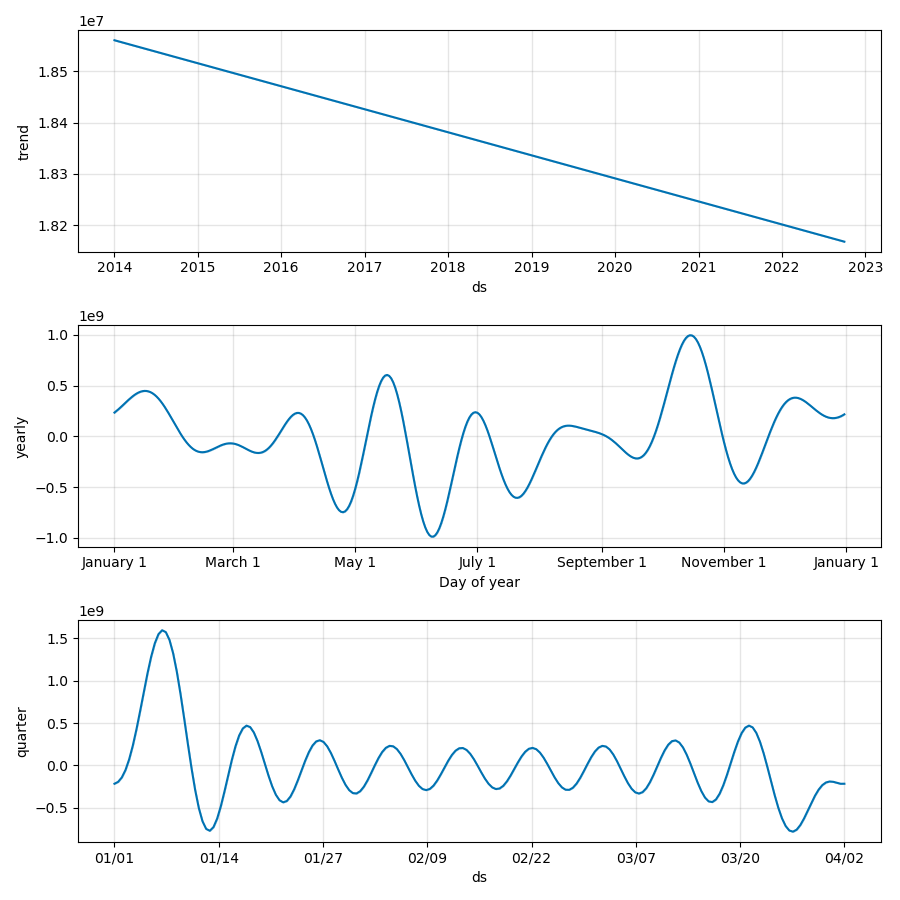 1e7
1.85
1.84
1.83
1.82
trend
2014 2015 2016 2017 2018 2019 2020 2021 2022 2023
ds
1e9
1.0
0.5
0.0
−0.5
−1.0
yearly
January 1 March 1 May 1 July 1 September 1 November 1 January 1
Day of year
1e9
1.5
1.0
0.5
0.0
−0.5
quarter
01/01 01/14 01/27 02/09 02/22 03/07 03/20 04/02
ds